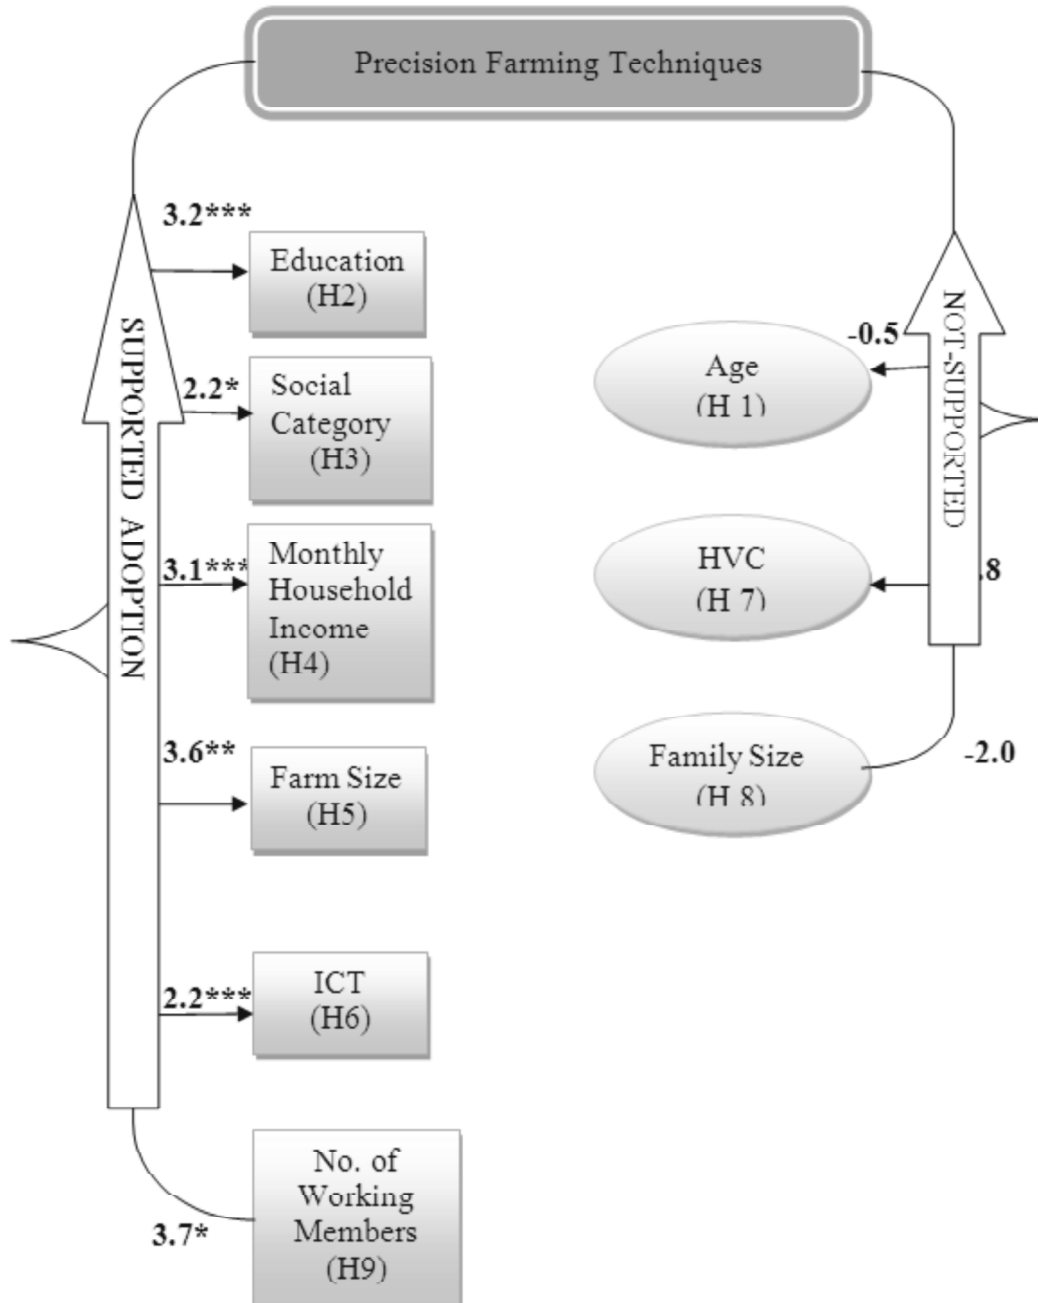 Precision Farming Techniques
SUPPORTED ADOPTION
3.2***
Education
(H2)
2.2*
Social
Category
(H3)
3.1***
Monthly
Household
Income
(H4)
3.6**
Farm Size
(H5)
2.2***
ICT
(H6)
3.7*
No. of
Working
Members
(H9)
NOT-SUPPORTED
-0.5
Age
(H 1)
.8
HVC
(H 7)
-2.0
Family Size
(H 8)